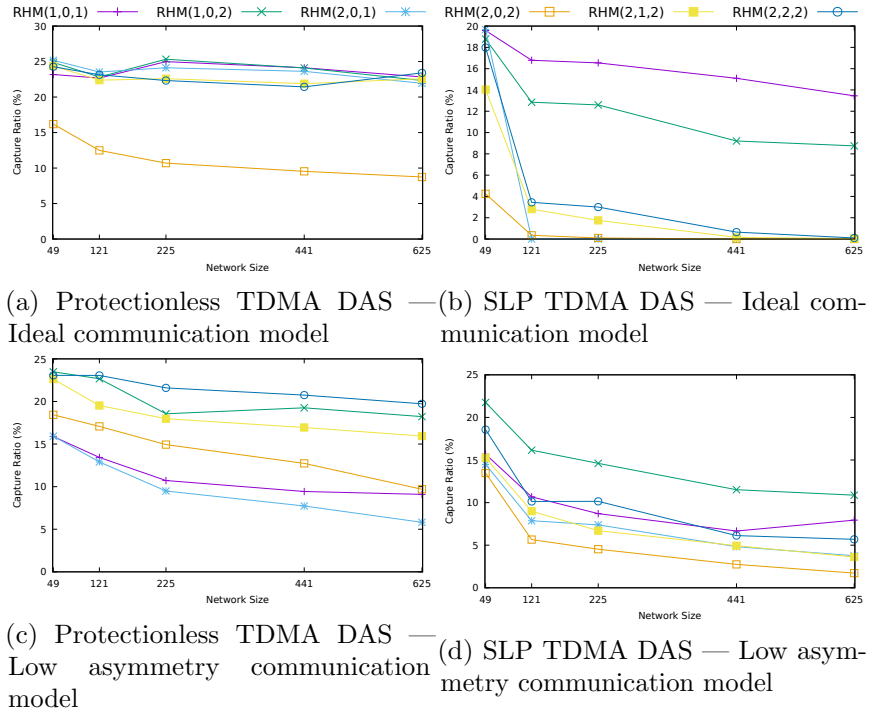 RHM(1,0,1) RHM(1,0,2) RHM(2,0,1) RHM(2,0,2) RHM(2,1,2) RHM(2,2,2)
30
25
20
15
10
5
0
Capture Ratio (%)
49 121 225 441 625
Network Size
20
18
16
14
12
10
8
6
4
2
0
Capture Ratio (%)
49 121 225 441 625
Network Size
(a) Protectionless TDMA DAS —
Ideal communication model
(b) SLP TDMA DAS — Ideal com-
munication model
25
20
15
10
5
0
Capture Ratio (%)
49 121 225 441 625
Network Size
25
20
15
10
5
0
Capture Ratio (%)
49 121 225 441 625
Network Size
(c) Protectionless TDMA DAS —
Low asymmetry communication
model
(d) SLP TDMA DAS — Low asym-
metry communication model